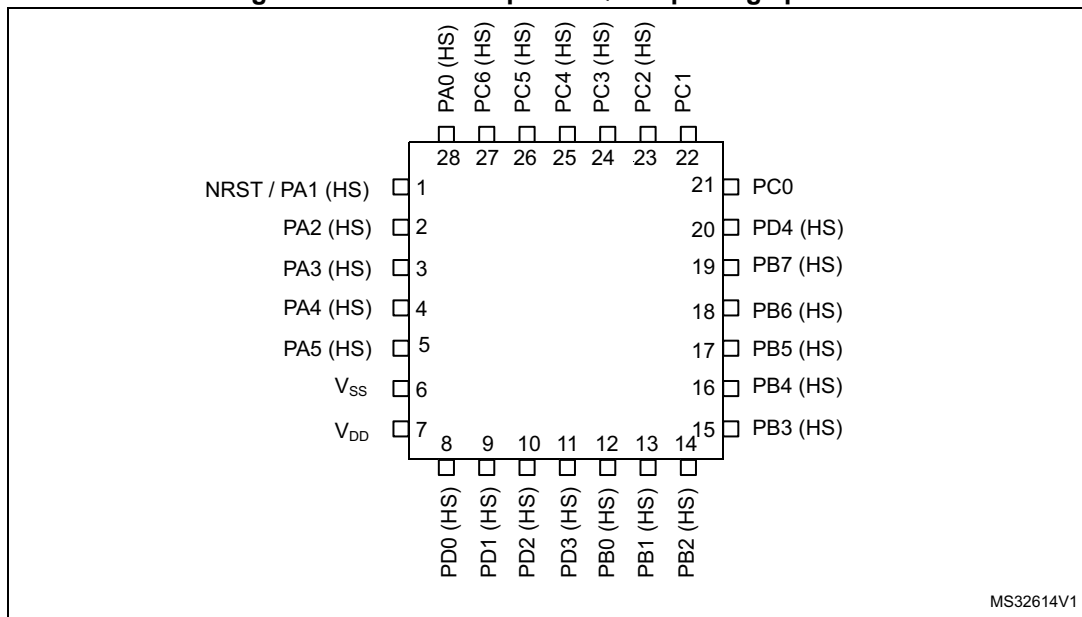 PA0 (HS)
PC6 (HS)
PC5 (HS)
PC4 (HS)
PC3 (HS)
PC2 (HS)
PC1
28 27 26 25 24 23 22
NRST / PA1 (HS) 1
PA2 (HS) 2
PA3 (HS) 3
PA4 (HS) 4
PA5 (HS) 5
VSS 6
VDD 7
21 PC0
20 PD4 (HS)
19 PB7 (HS)
18 PB6 (HS)
17 PB5 (HS)
16 PB4 (HS)
15 PB3 (HS)
8 9 10 11 12 13 14
PD0 (HS)
PD1 (HS)
PD2 (HS)
PD3 (HS)
PB0 (HS)
PB1 (HS)
PB2 (HS)
MS32614V1